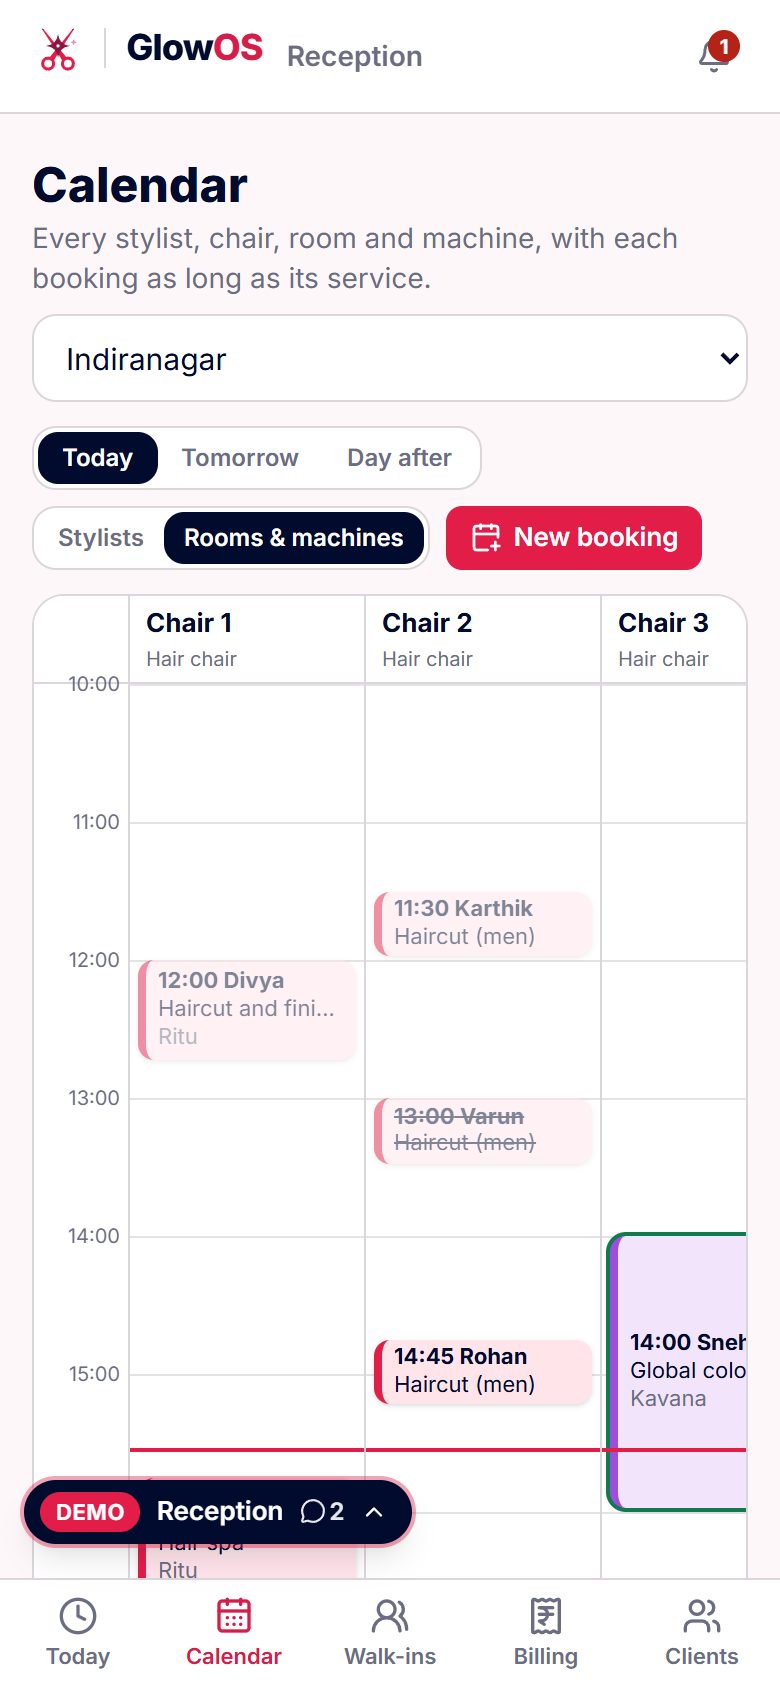 GlowOS Reception 1
Calendar
Every stylist, chair, room and machine, with each
booking as long as its service.
Indiranagar
Today Tomorrow Day after
Stylists Rooms & machines New booking
Chair 1 Chair 2 Chair 3
Hair chair Hair chair Hair chair
10:00
11:00
11:30 Karthik
Haircut (men)
12:00
12:00 Divya
Haircut and fini...
Ritu
13:00
13:00 Varun
Haircut (men)
14:00
14:00 Sneh
Global colo
Kavana
14:45 Rohan
Haircut (men)
15:00
DEMO Reception 2
Hair spa
Ritu
Today Calendar Walk-ins Billing Clients